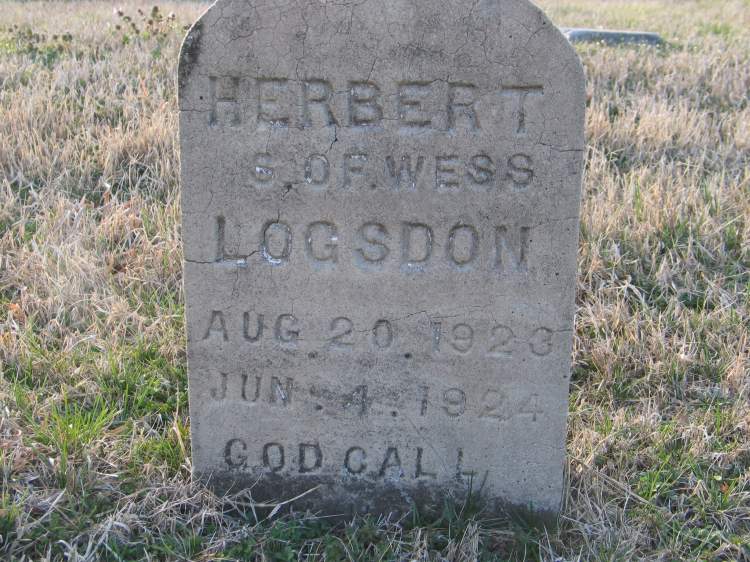 HERBERT
S. OF. WESS
LOGSDON
AUG. 20. 1923
JUN. 4. 1924
GOD CALL